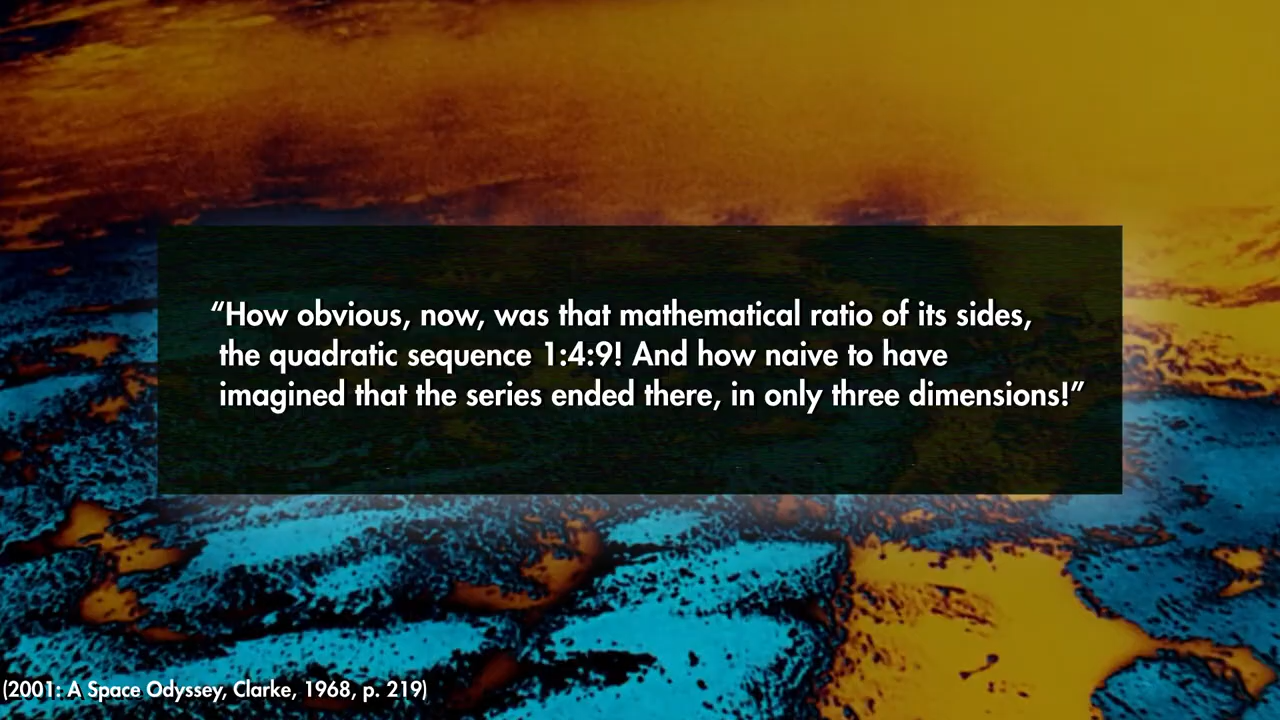 “How obvious, now, was that mathematical ratio of its sides,
the quadratic sequence 1:4:9! And how naive to have
imagined that the series ended there, in only three dimensions!”
(2001: A Space Odyssey, Clarke, 1968, p. 219)